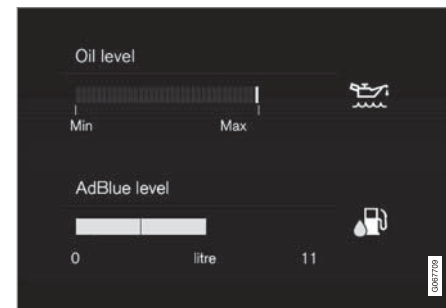 Oil level
Min Max
AdBlue level
0 litre 11
G067709